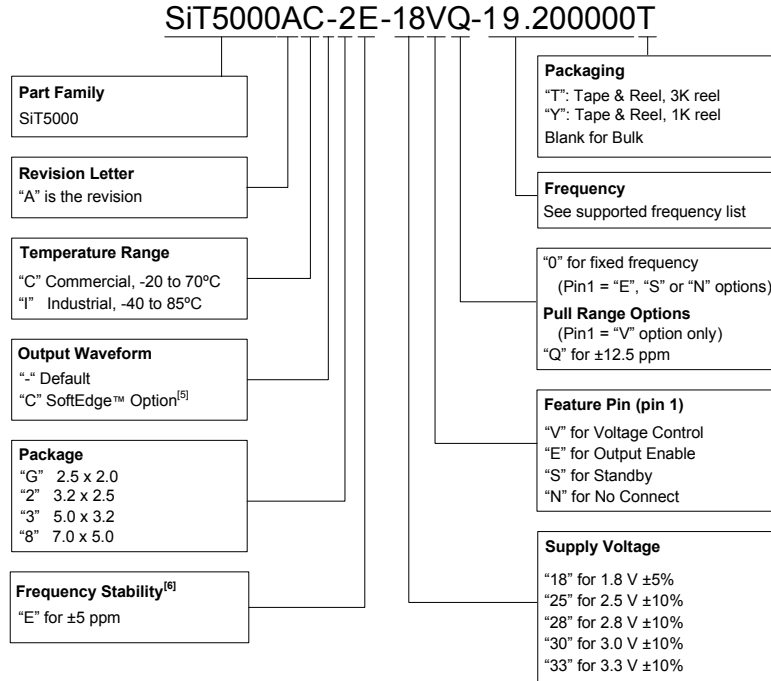 SiT5000AC-2E-18VQ-19.200000T
Part Family
SiT5000
Revision Letter
“A” is the revision
Temperature Range
“C” Commercial, -20 to 70ºC
“I” Industrial, -40 to 85ºC
Output Waveform
“-“ Default
“C” SoftEdge™ Option[5]
Package
“G” 2.5 x 2.0
“2” 3.2 x 2.5
“3” 5.0 x 3.2
“8” 7.0 x 5.0
Frequency Stability[6]
“E” for ±5 ppm
Packaging
“T”: Tape & Reel, 3K reel
“Y”: Tape & Reel, 1K reel
Blank for Bulk
Frequency
See supported frequency list
“0” for fixed frequency
(Pin1 = “E”, “S” or “N” options)
Pull Range Options
(Pin1 = “V” option only)
“Q” for ±12.5 ppm
Feature Pin (pin 1)
“V” for Voltage Control
“E” for Output Enable
“S” for Standby
“N” for No Connect
Supply Voltage
“18” for 1.8 V ±5%
“25” for 2.5 V ±10%
“28” for 2.8 V ±10%
“30” for 3.0 V ±10%
“33” for 3.3 V ±10%